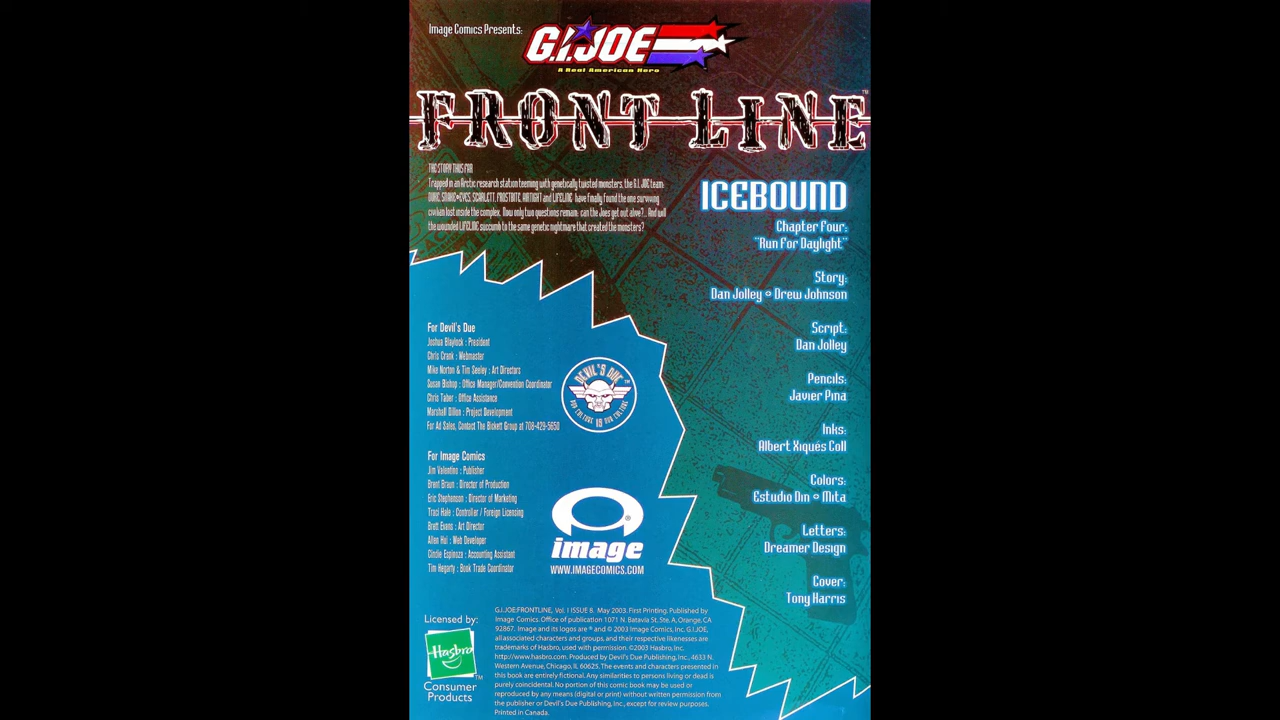 Image Comics Presents:
G.I.JOE
A Real American Hero
FRONT LINE™
THE STORY THUS FAR
Trapped in an Arctic research station teeming with genetically twisted monsters, the G.I. JOE team:
DUKE, SNAKE•EYES, SCARLETT, FROSTBITE, AIRTIGHT and LIFELINE have finally found the one surviving
civilian lost inside the complex. Now only two questions remain: can the Joes get out alive?... And will
the wounded LIFELINE succumb to the same genetic nightmare that created the monsters?
ICEBOUND
Chapter Four:
"Run For Daylight"
Story:
Dan Jolley • Drew Johnson
Script:
Dan Jolley
Pencils:
Javier Pina
Inks:
Albert Xiqués Coll
Colors:
Estudio Din • Mita
Letters:
Dreamer Design
Cover:
Tony Harris
For Devil's Due
Joshua Blaylock : President
Chris Crank : Webmaster
Mike Norton & Tim Seeley : Art Directors
Susan Bishop : Office Manager/Convention Coordinator
Chris Taber : Office Assistance
Marshall Dillon : Project Development
For Ad Sales, Contact The Bickett Group at 708-429-5650
DEVIL'S DUE™
POP CULTURE IS OUR CULTURE
For Image Comics
Jim Valentino : Publisher
Brent Braun : Director of Production
Eric Stephenson : Director of Marketing
Traci Hale : Controller / Foreign Licensing
Brett Evans : Art Director
Allen Hui : Web Developer
Cindie Espinoza : Accounting Assistant
Tim Hegarty : Book Trade Coordinator
image®
WWW.IMAGECOMICS.COM
Licensed by:
Hasbro™
Consumer
Products
G.I.JOE:FRONTLINE, Vol. I ISSUE 8. May 2003. First Printing. Published by
Image Comics. Office of publication 1071 N. Batavia St. Ste. A, Orange, CA
92867. Image and its logos are ® and © 2003 Image Comics, Inc. G.I.JOE,
all associated characters and groups, and their respective likenesses are
trademarks of Hasbro, used with permission. ©2003 Hasbro, Inc.
http://www.hasbro.com. Produced by Devil's Due Publishing, Inc., 4633 N.
Western Avenue, Chicago, IL 60625. The events and characters presented in
this book are entirely fictional. Any similarities to persons living or dead is
purely coincidental. No portion of this comic book may be used or
reproduced by any means (digital or print) without written permission from
the publisher or Devil's Due Publishing, Inc., except for review purposes.
Printed in Canada.